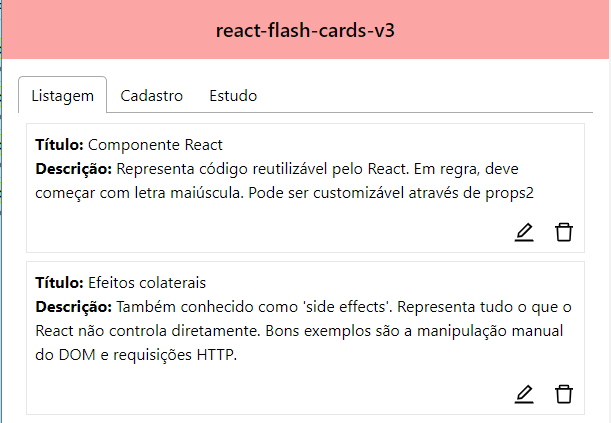 react-flash-cards-v3
Listagem Cadastro Estudo
Título: Componente React
Descrição: Representa código reutilizável pelo React. Em regra, deve
começar com letra maiúscula. Pode ser customizável através de props2
Título: Efeitos colaterais
Descrição: Também conhecido como 'side effects'. Representa tudo o que o
React não controla diretamente. Bons exemplos são a manipulação manual
do DOM e requisições HTTP.